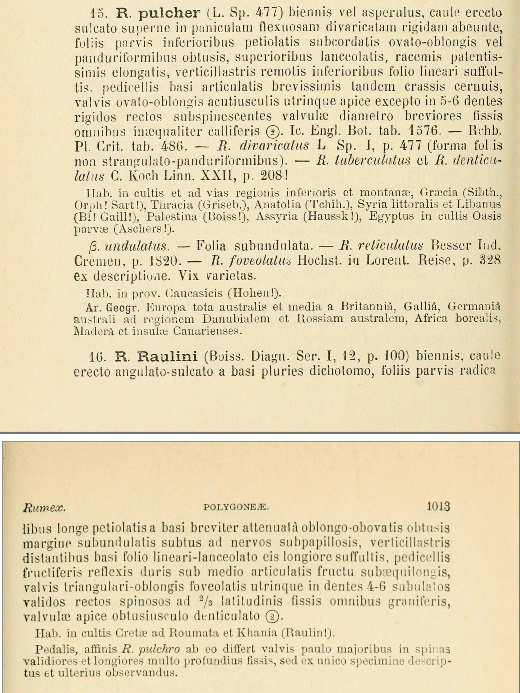 15. R. pulcher (L. Sp. 477) biennis vel asperulus, caule erecto
sulcato superne in paniculam flexuosam divaricatam rigidam abeunte,
foliis parvis inferioribus petiolatis subcordatis ovato-oblongis vel
panduriformibus obtusis, superioribus lanceolatis, racemis patentis-
simis elongatis, verticillastris remotis inferioribus folio lineari sufful-
tis, pedicellis basi articulatis brevissimis tandem crassis cernuis,
valvis ovato-oblongis acutiusculis utrinque apice excepto in 5-6 dentes
rigidos rectos subspinescentes valvulæ diametro breviores fissis
omnibus inæqualiter calliferis ②. Ic. Engl. Bot. tab. 1576. — Rchb.
Pl. Crit. tab. 486. — R. divaricatus L Sp. I, p. 477 (forma foliis
non strangulato-panduriformibus). — R. tuberculatus et R. denticu-
latus C. Koch Linn. XXII, p. 208!
Hab. in cultis et ad vias regionis inferioris et montanæ, Græcia (Sibth.,
Orph! Sart!), Thracia (Griseb.), Anatolia (Tchih.), Syria littoralis et Libanus
(Bl! Gaill!), Palestina (Boiss!), Assyria (Haussk!), Egyptus in cultis Oasis
parvæ (Aschers!).
β. undulatus. — Folia subundulata. — R. reticulatus Besser Ind.
Cremen, p. 1820. — R. foveolatus Hochst. in Lorent. Reise, p. 328
ex descriptione. Vix varietas.
Hab. in prov. Caucasicis (Hohen!).
Ar. Geogr. Europa tota australis et media a Britanniâ, Galliâ, Germaniâ
australi ad regionem Danubialem et Rossiam australem, Africa borealis,
Maderâ et insulæ Canarienses.
16. R. Raulini (Boiss. Diagn. Ser. I, 12, p. 100) biennis, caule
erecto angulato-sulcato a basi pluries dichotomo, foliis parvis radica
Rumex. POLYGONEÆ. 1013
libus longe petiolatis a basi breviter attenuatâ oblongo-obovatis obtusis
margine subundulatis subtus ad nervos subpapillosis, verticillastris
distantibus basi folio lineari-lanceolato eis longiore suffultis, pedicellis
fructiferis reflexis duris sub medio articulatis fructu subæquilongis,
valvis triangulari-oblongis foveolatis utrinque in dentes 4-6 subulatos
validos rectos spinosos ad 2/3 latitudinis fissis omnibus graniferis,
valvulæ apice obtusiusculo denticulato ②.
Hab. in cultis Cretæ ad Roumata et Khania (Raulin!).
Pedalis, affinis R. pulchro ab eo differt valvis paulo majoribus in spinas
validiores et longiores multo profundius fissis, sed ex unico specimine descrip-
tus et ulterius observandus.